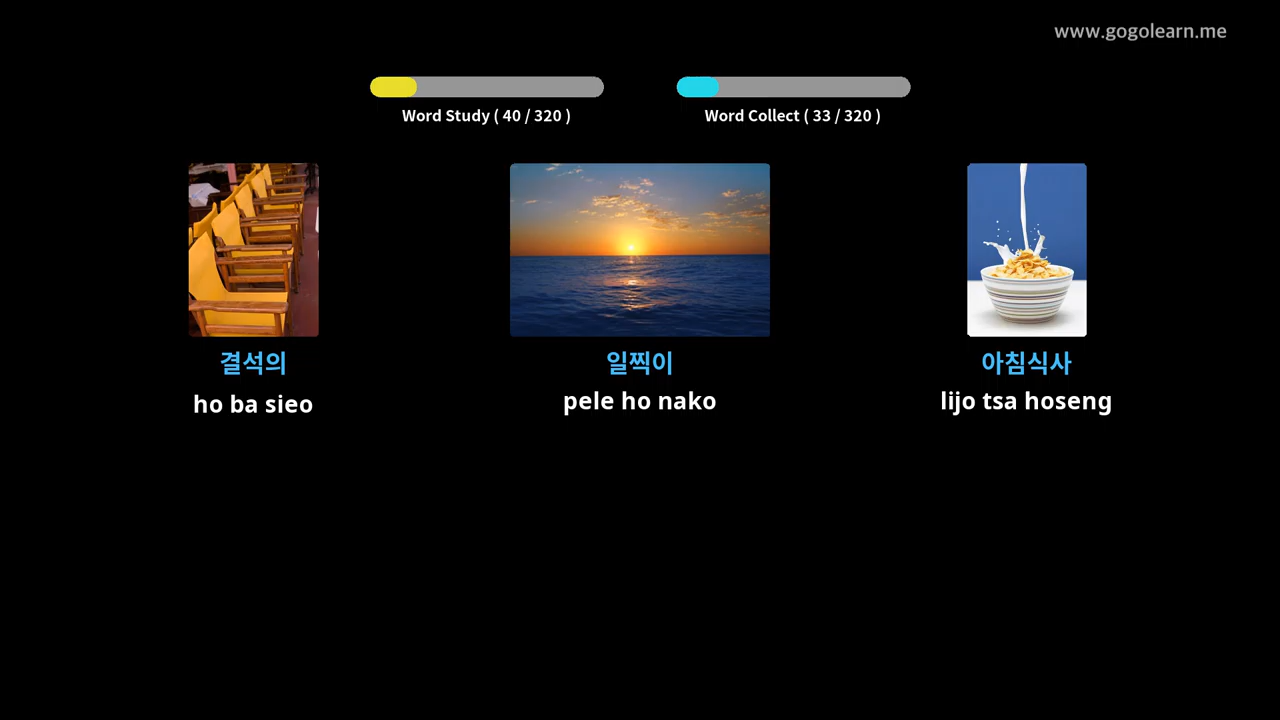 www.gogolearn.me
Word Study ( 40 / 320 )
Word Collect ( 33 / 320 )
결석의
일찍이
아침식사
ho ba sieo
pele ho nako
lijo tsa hoseng